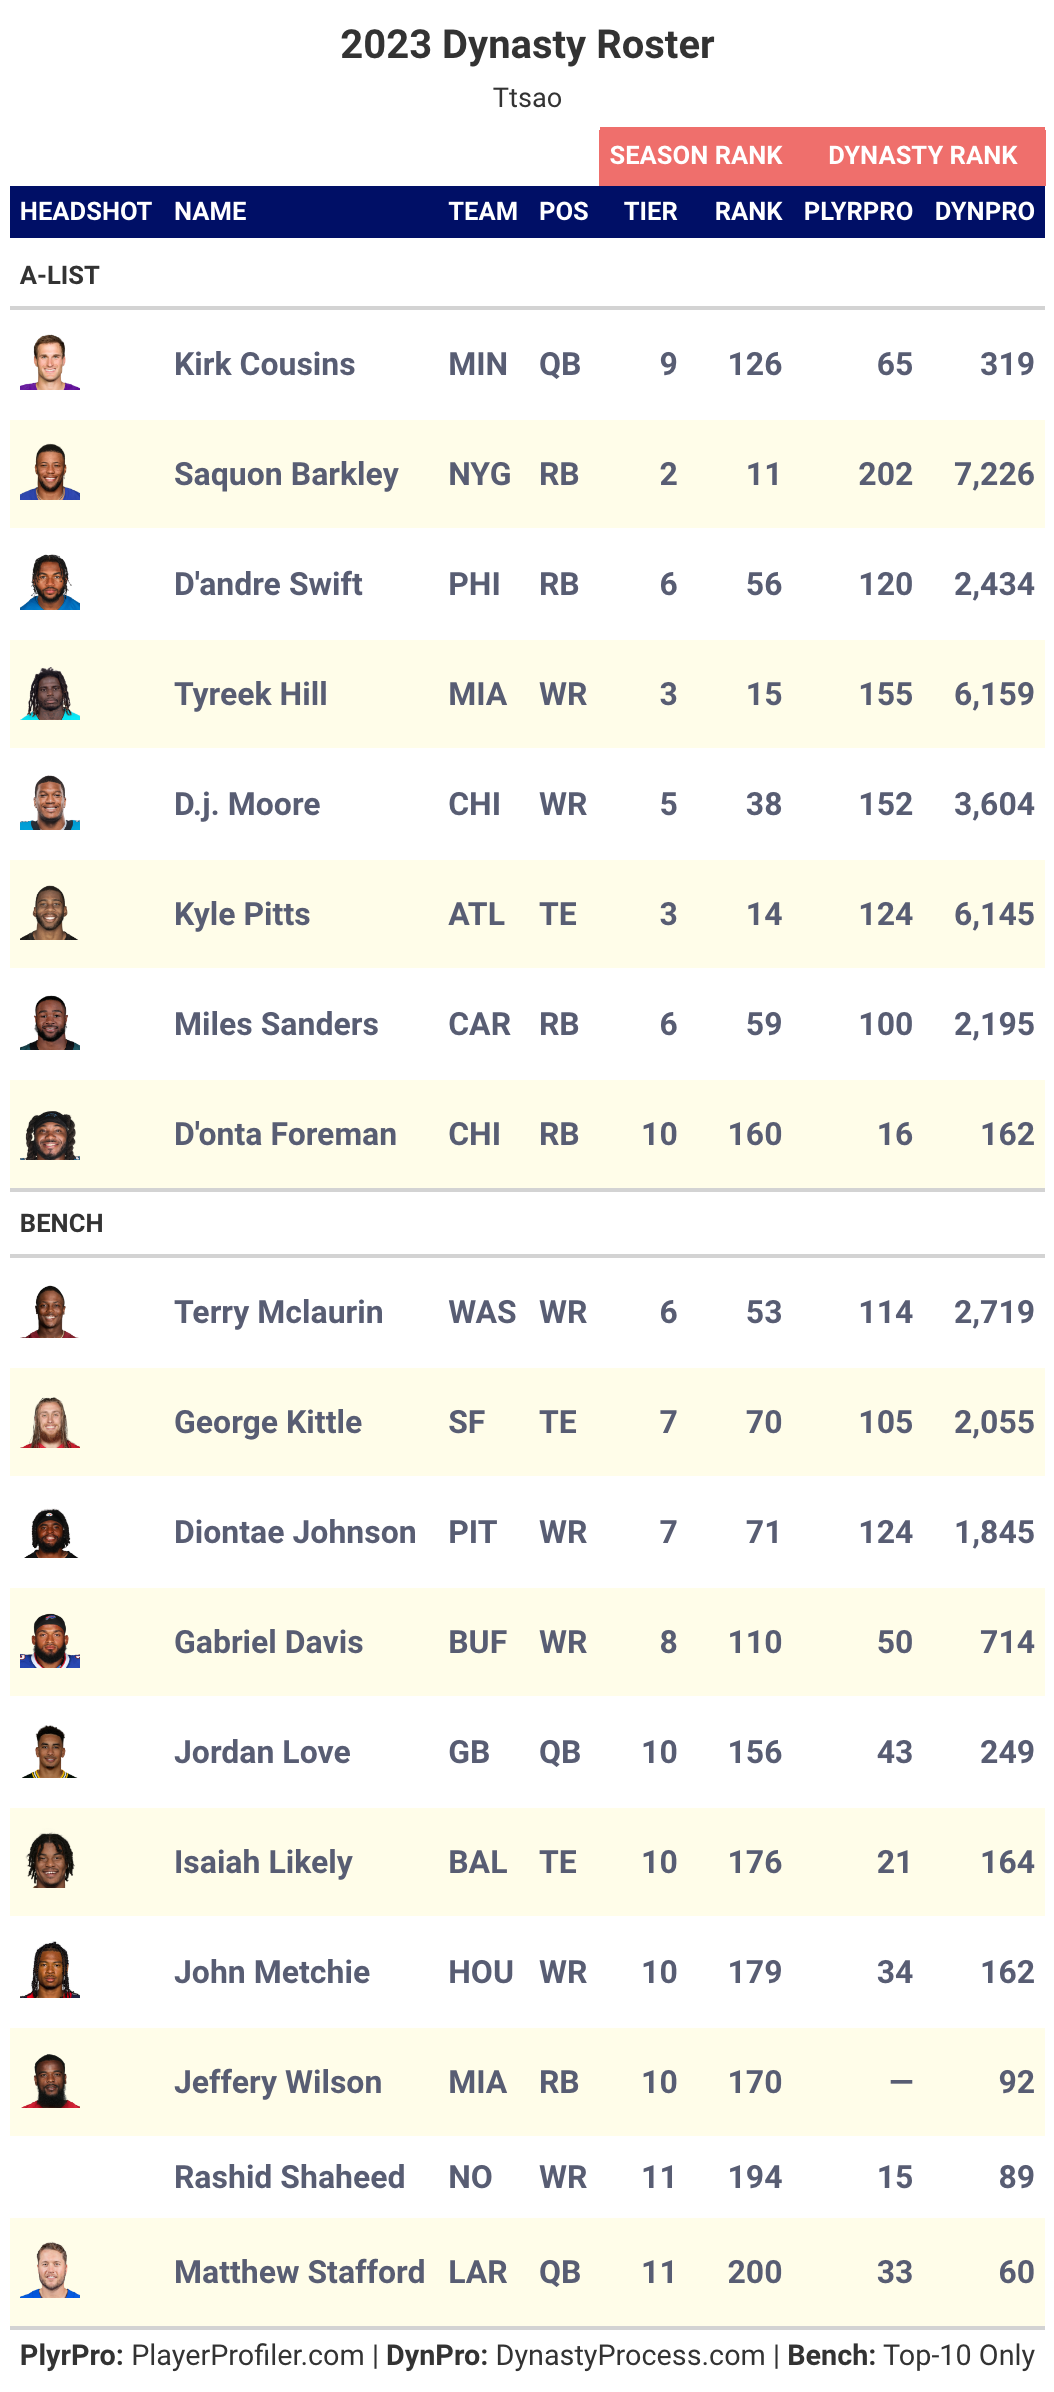 2023 Dynasty Roster
Ttsao
SEASON RANK DYNASTY RANK
HEADSHOT NAME TEAM POS TIER RANK PLYRPRO DYNPRO
A-LIST
Kirk Cousins MIN QB 9 126 65 319
Saquon Barkley NYG RB 2 11 202 7,226
D'andre Swift PHI RB 6 56 120 2,434
Tyreek Hill MIA WR 3 15 155 6,159
D.j. Moore CHI WR 5 38 152 3,604
Kyle Pitts ATL TE 3 14 124 6,145
Miles Sanders CAR RB 6 59 100 2,195
D'onta Foreman CHI RB 10 160 16 162
BENCH
Terry Mclaurin WAS WR 6 53 114 2,719
George Kittle SF TE 7 70 105 2,055
Diontae Johnson PIT WR 7 71 124 1,845
Gabriel Davis BUF WR 8 110 50 714
Jordan Love GB QB 10 156 43 249
Isaiah Likely BAL TE 10 176 21 164
John Metchie HOU WR 10 179 34 162
Jeffery Wilson MIA RB 10 170 — 92
Rashid Shaheed NO WR 11 194 15 89
Matthew Stafford LAR QB 11 200 33 60
PlyrPro: PlayerProfiler.com | DynPro: DynastyProcess.com | Bench: Top-10 Only